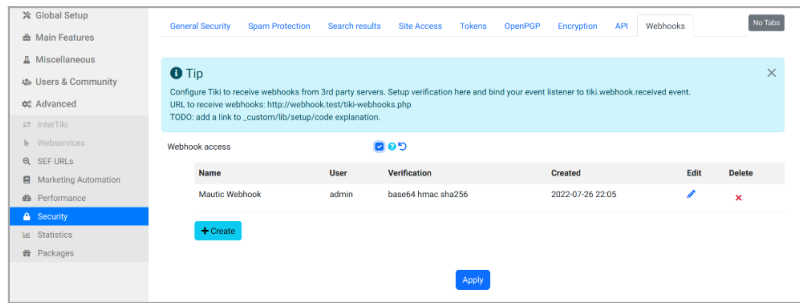 Global Setup
Main Features
Miscellaneous
Users & Community
Advanced
InterTiki
Webservices
SEF URLs
Marketing Automation
Performance
Security
Statistics
Packages
General Security Spam Protection Search results Site Access Tokens OpenPGP Encryption API Webhooks No Tabs
Tip
Configure Tiki to receive webhooks from 3rd party servers. Setup verification here and bind your event listener to tiki.webhook.received event.
URL to receive webhooks: http://webhook.test/tiki-webhooks.php
TODO: add a link to _custom/lib/setup/code explanation.
Webhook access
Name User Verification Created Edit Delete
Mautic Webhook admin base64 hmac sha256 2022-07-26 22:05
+ Create
Apply